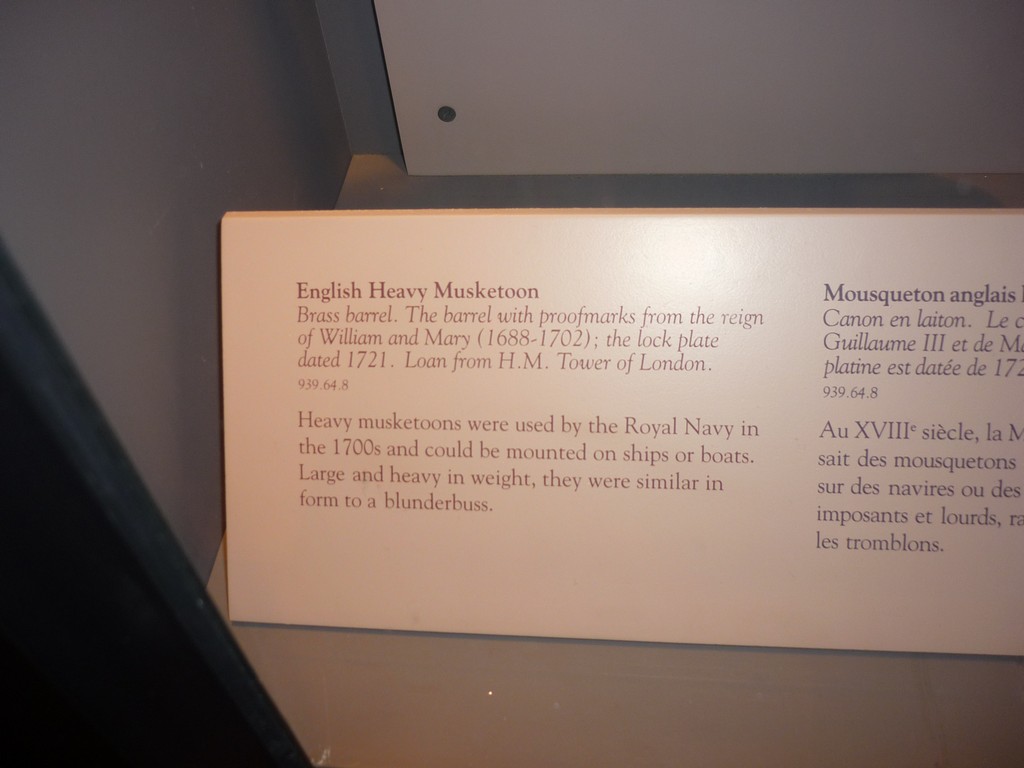 English Heavy Musketoon
Brass barrel. The barrel with proofmarks from the reign
of William and Mary (1688-1702); the lock plate
dated 1721. Loan from H.M. Tower of London.
939.64.8
Heavy musketoons were used by the Royal Navy in
the 1700s and could be mounted on ships or boats.
Large and heavy in weight, they were similar in
form to a blunderbuss.
Mousqueton anglais
Canon en laiton. Le
Guillaume III et de
platine est datée de
939.64.8
Au XVIIIᵉ siècle, la
sait des mousquetons
sur des navires ou des
imposants et lourds,
les tromblons.